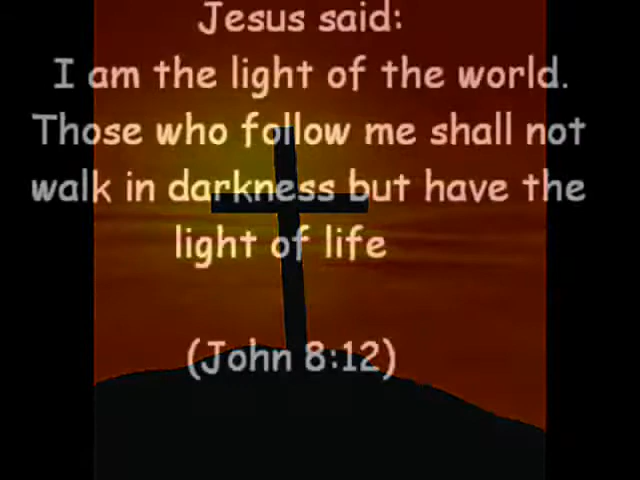 Jesus said:
I am the light of the world.
Those who follow me shall not
walk in darkness but have the
light of life
(John 8:12)